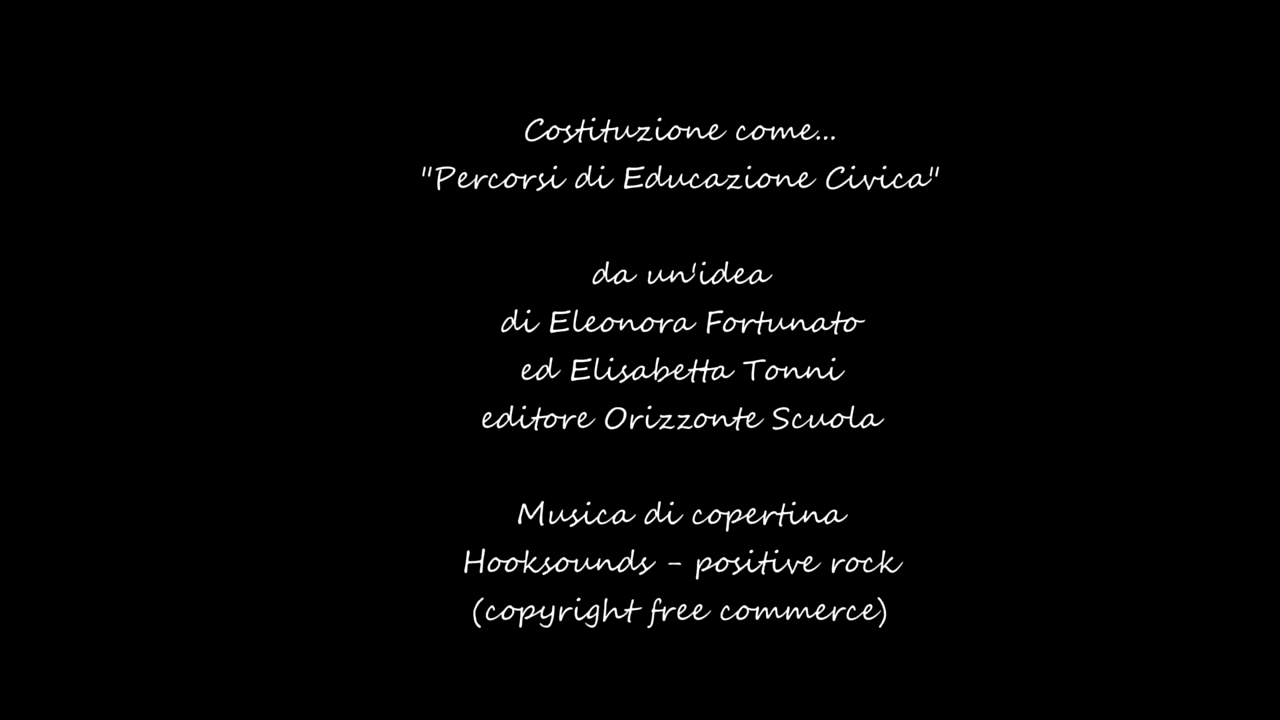 Costituzione come...
"Percorsi di Educazione Civica"
da un'idea
di Eleonora Fortunato
ed Elisabetta Tonni
editore Orizzonte Scuola
Musica di copertina
Hooksounds - positive rock
(copyright free commerce)